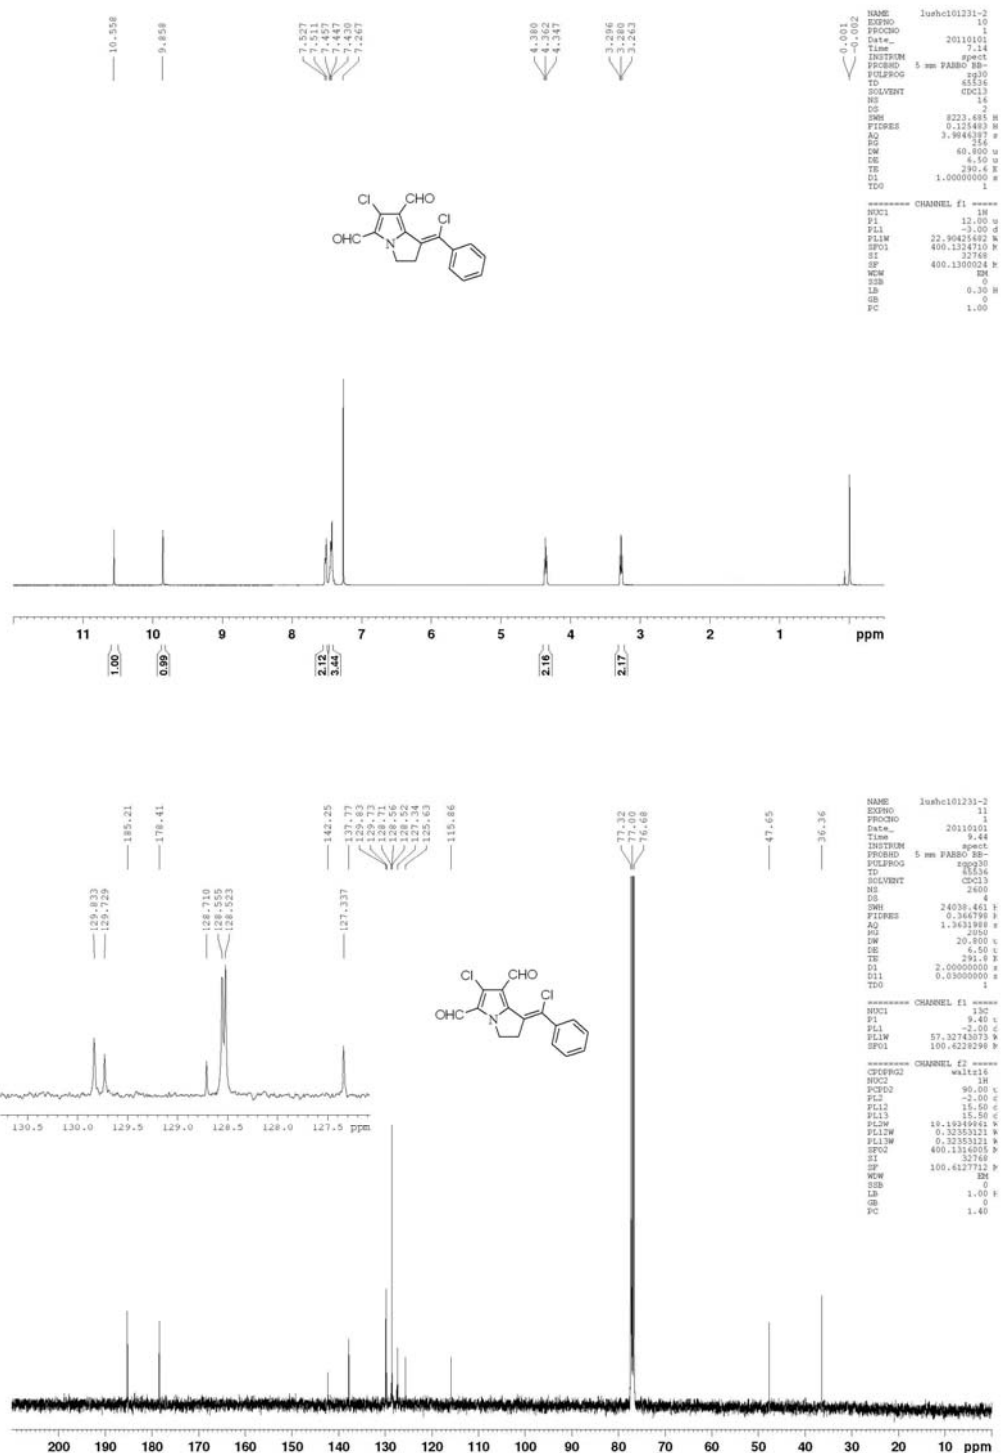 10.558
9.858
7.527
7.511
7.457
7.447
7.430
7.267
4.380
4.362
4.347
3.296
3.280
3.263
0.001
-0.002
NAME lushc101231-2
EXPNO 10
PROCNO 1
Date_ 20110101
Time 7.14
INSTRUM spect
PROBHD 5 mm PABBO BB-
PULPROG zg30
TD 65536
SOLVENT CDCl3
NS 16
DS 2
SWH 8223.685 H
FIDRES 0.125483 H
AQ 3.9846387 s
RG 256
DW 60.800 u
DE 6.50 u
TE 290.6 K
D1 1.00000000 s
TD0 1
======== CHANNEL f1 =====
NUC1 1H
P1 12.00 u
PL1 -3.00 d
PL1W 22.90425682 W
SFO1 400.1324710 M
SI 32768
SF 400.1300024 M
WDW EM
SSB 0
LB 0.30 H
GB 0
PC 1.00
Cl
CHO
Cl
OHC
N
11 10 9 8 7 6 5 4 3 2 1 ppm
1.00
0.99
2.12
3.44
2.16
2.17
185.21
178.41
142.25
137.77
129.83
129.73
128.71
128.56
128.52
127.34
125.63
115.86
77.32
77.00
76.68
47.65
36.36
NAME lushc101231-2
EXPNO 11
PROCNO 1
Date_ 20110101
Time 9.44
INSTRUM spect
PROBHD 5 mm PABBO BB-
PULPROG zgpg30
TD 65536
SOLVENT CDCl3
NS 2600
DS 4
SWH 24038.461 H
FIDRES 0.366798 H
AQ 1.3631988 s
RG 2050
DW 20.800 u
DE 6.50 u
TE 291.8 K
D1 2.00000000 s
D11 0.03000000 s
TD0 1
======== CHANNEL f1 =====
NUC1 13C
P1 9.40 u
PL1 -2.00 d
PL1W 57.32743073 W
SFO1 100.6228298 M
======== CHANNEL f2 =====
CPDPRG2 waltz16
NUC2 1H
PCPD2 90.00 u
PL2 -2.00 d
PL12 15.50 d
PL13 15.50 d
PL2W 18.19349861 W
PL12W 0.32353121 W
PL13W 0.32353121 W
SFO2 400.1316005 M
SI 32768
SF 100.6127712 M
WDW EM
SSB 0
LB 1.00 H
GB 0
PC 1.40
129.833
129.729
128.710
128.555
128.523
127.337
130.5 130.0 129.5 129.0 128.5 128.0 127.5 ppm
Cl
CHO
Cl
OHC
N
200 190 180 170 160 150 140 130 120 110 100 90 80 70 60 50 40 30 20 10 ppm